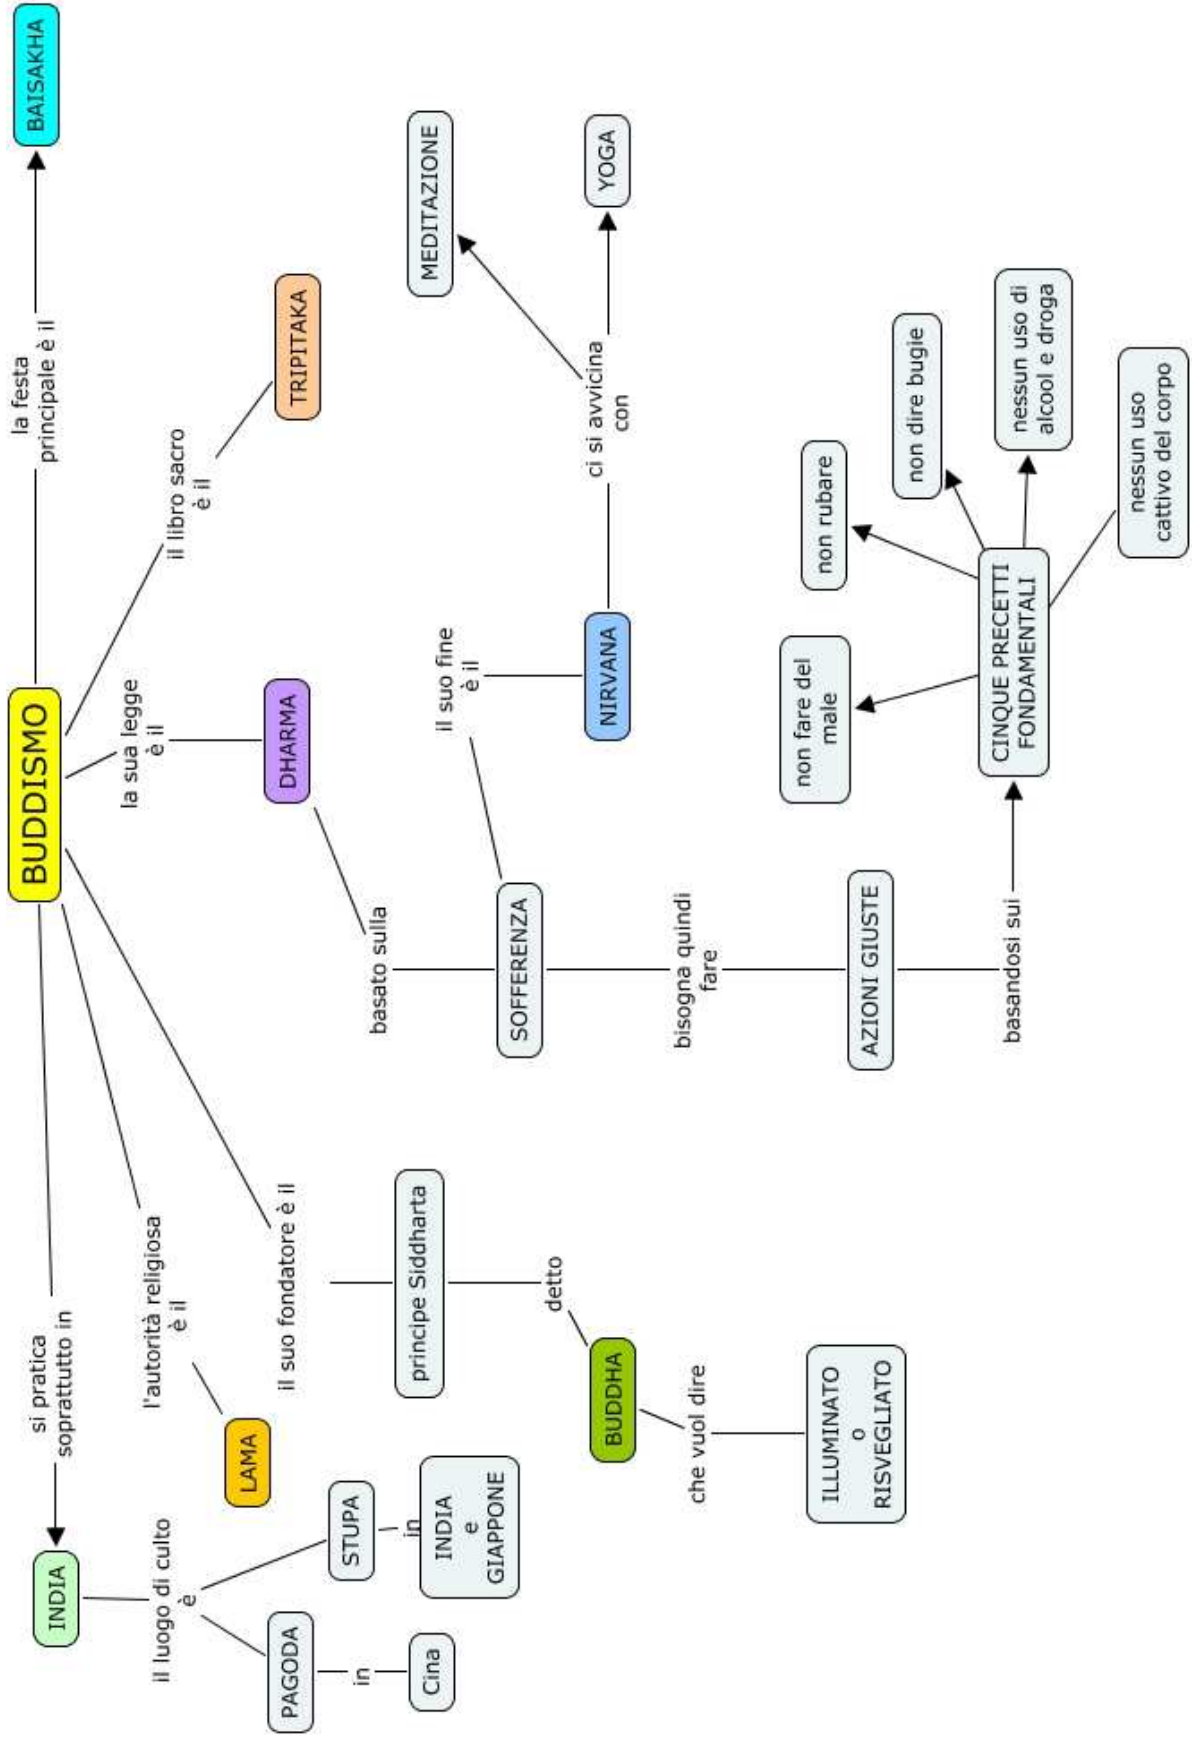 BUDDISMO
si pratica
soprattutto in
INDIA
il luogo di culto
è
PAGODA
in
Cina
STUPA
in
INDIA
e
GIAPPONE
l'autorità religiosa
è il
LAMA
il suo fondatore è il
principe Siddharta
detto
BUDDHA
che vuol dire
ILLUMINATO
o
RISVEGLIATO
la sua legge
è il
DHARMA
basato sulla
SOFFERENZA
il suo fine
è il
NIRVANA
ci si avvicina
con
MEDITAZIONE
YOGA
bisogna quindi
fare
AZIONI GIUSTE
basandosi sui
CINQUE PRECETTI
FONDAMENTALI
non fare del
male
non rubare
non dire bugie
nessun uso di
alcool e droga
nessun uso
cattivo del corpo
il libro sacro
è il
TRIPITAKA
la festa
principale è il
BAISAKHA